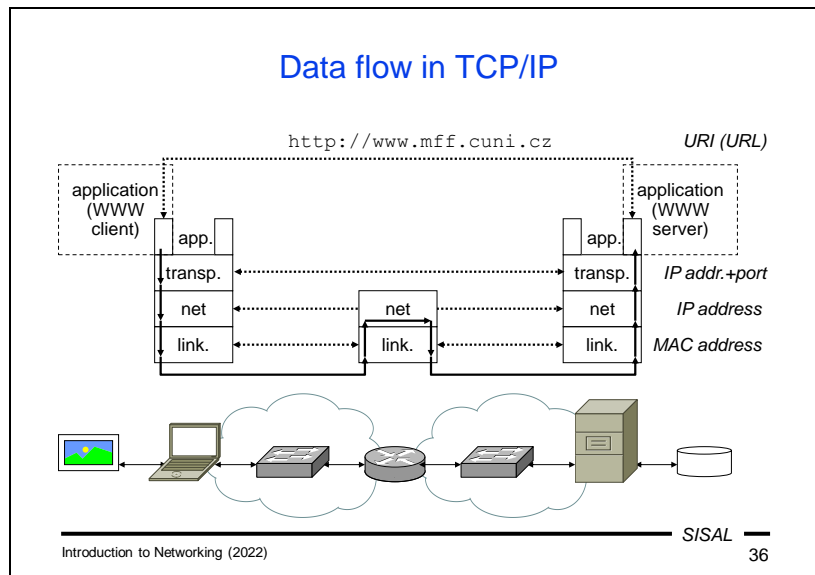 Data flow in TCP/IP
http://www.mff.cuni.cz
URI (URL)
application
(WWW
client)
application
(WWW
server)
app.
app.
transp.
transp.
IP addr.+port
net
net
net
IP address
link.
link.
link.
MAC address
SISAL
Introduction to Networking (2022)
36